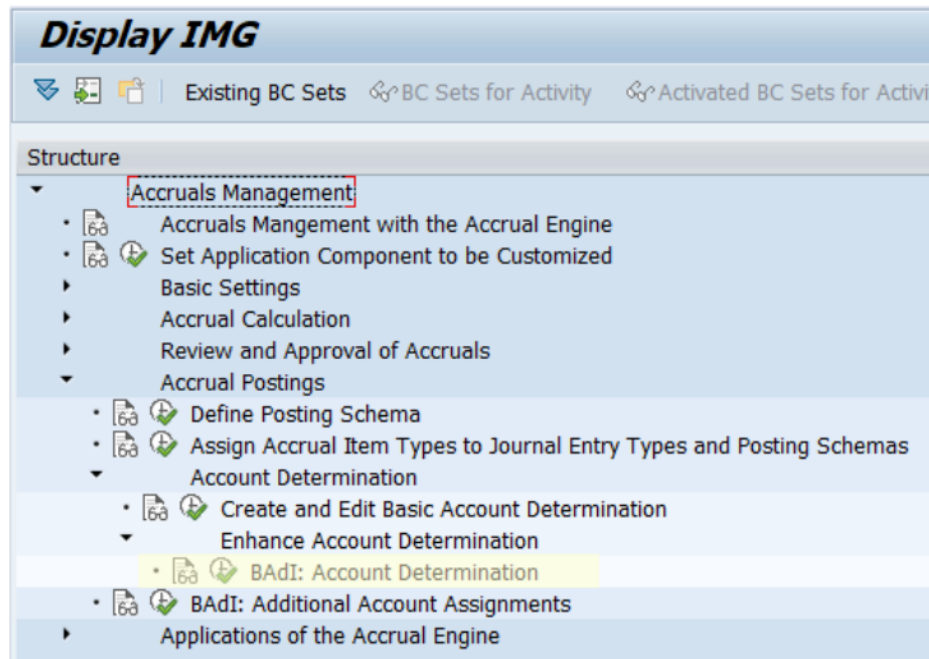 Display IMG
Existing BC Sets BC Sets for Activity Activated BC Sets for Activi
Structure
Accruals Management
Accruals Mangement with the Accrual Engine
Set Application Component to be Customized
Basic Settings
Accrual Calculation
Review and Approval of Accruals
Accrual Postings
Define Posting Schema
Assign Accrual Item Types to Journal Entry Types and Posting Schemas
Account Determination
Create and Edit Basic Account Determination
Enhance Account Determination
BAdI: Account Determination
BAdI: Additional Account Assignments
Applications of the Accrual Engine